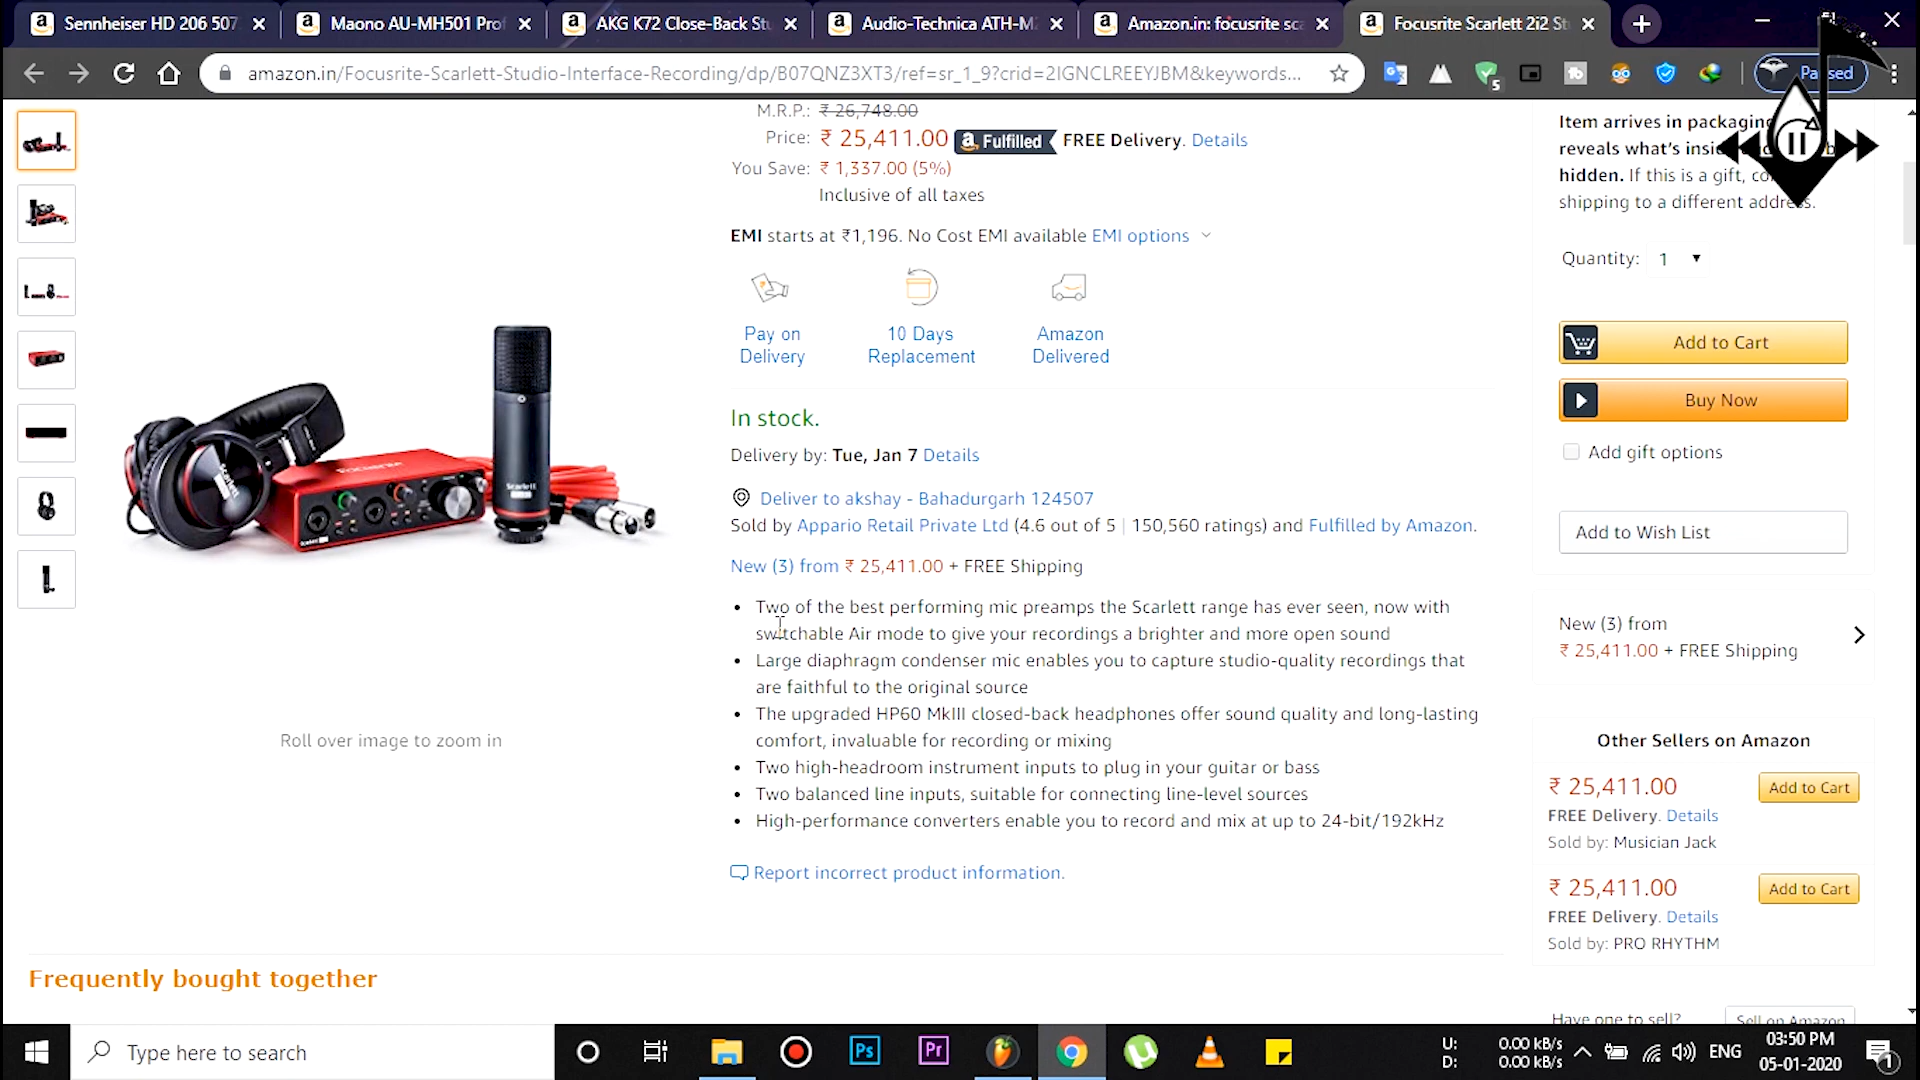 Sennheiser HD 206 507
Maono AU-MH501 Prof
AKG K72 Close-Back Stu
Audio-Technica ATH-M2
Amazon.in: focusrite sca
Focusrite Scarlett 2i2 St
amazon.in/Focusrite-Scarlett-Studio-Interface-Recording/dp/B07QNZ3XT3/ref=sr_1_9?crid=2IGNCLREEYJBM&keywords...
5
Paused
M.R.P.: ₹ 26,748.00
Price: ₹ 25,411.00 Fulfilled FREE Delivery. Details
You Save: ₹ 1,337.00 (5%)
Inclusive of all taxes
EMI starts at ₹1,196. No Cost EMI available EMI options
Pay on
Delivery
10 Days
Replacement
Amazon
Delivered
In stock.
Delivery by: Tue, Jan 7 Details
Deliver to akshay - Bahadurgarh 124507
Sold by Appario Retail Private Ltd (4.6 out of 5 | 150,560 ratings) and Fulfilled by Amazon.
New (3) from ₹ 25,411.00 + FREE Shipping
• Two of the best performing mic preamps the Scarlett range has ever seen, now with
switchable Air mode to give your recordings a brighter and more open sound
• Large diaphragm condenser mic enables you to capture studio-quality recordings that
are faithful to the original source
• The upgraded HP60 MkIII closed-back headphones offer sound quality and long-lasting
comfort, invaluable for recording or mixing
• Two high-headroom instrument inputs to plug in your guitar or bass
• Two balanced line inputs, suitable for connecting line-level sources
• High-performance converters enable you to record and mix at up to 24-bit/192kHz
Report incorrect product information.
Focusrite
Scarlett
Scarlett
Roll over image to zoom in
Frequently bought together
Item arrives in packaging
reveals what's insi
hidden. If this is a gift, co
shipping to a different address.
Quantity: 1
Add to Cart
Buy Now
Add gift options
Add to Wish List
New (3) from
₹ 25,411.00 + FREE Shipping
Other Sellers on Amazon
₹ 25,411.00 Add to Cart
FREE Delivery. Details
Sold by: Musician Jack
₹ 25,411.00 Add to Cart
FREE Delivery. Details
Sold by: PRO RHYTHM
Have one to sell? Sell on Amazon
Type here to search
Ps
Pr
U: 0.00 kB/s
D: 0.00 kB/s
ENG
03:50 PM
05-01-2020
1